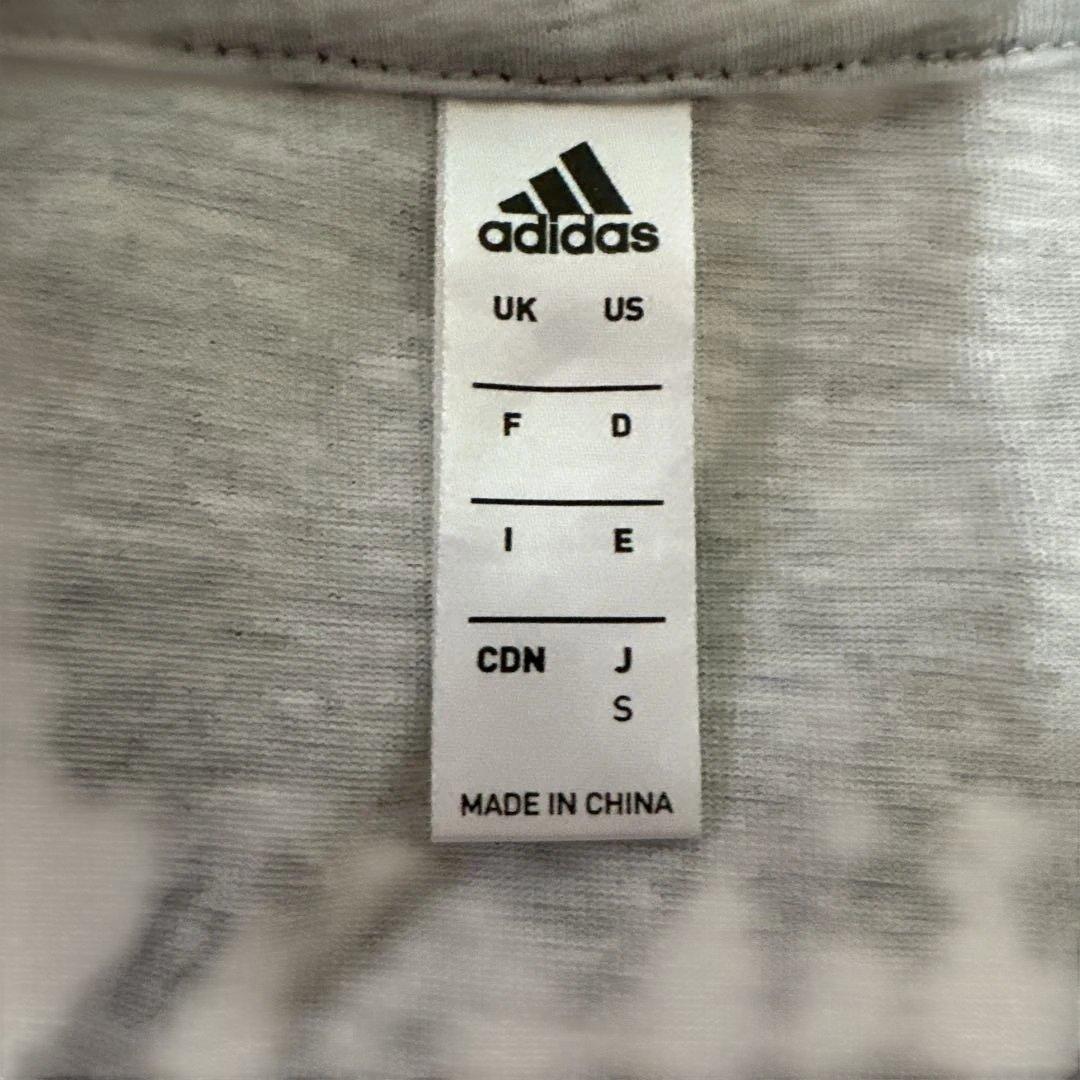 adidas
UK US
F D
I E
CDN J
S
MADE IN CHINA